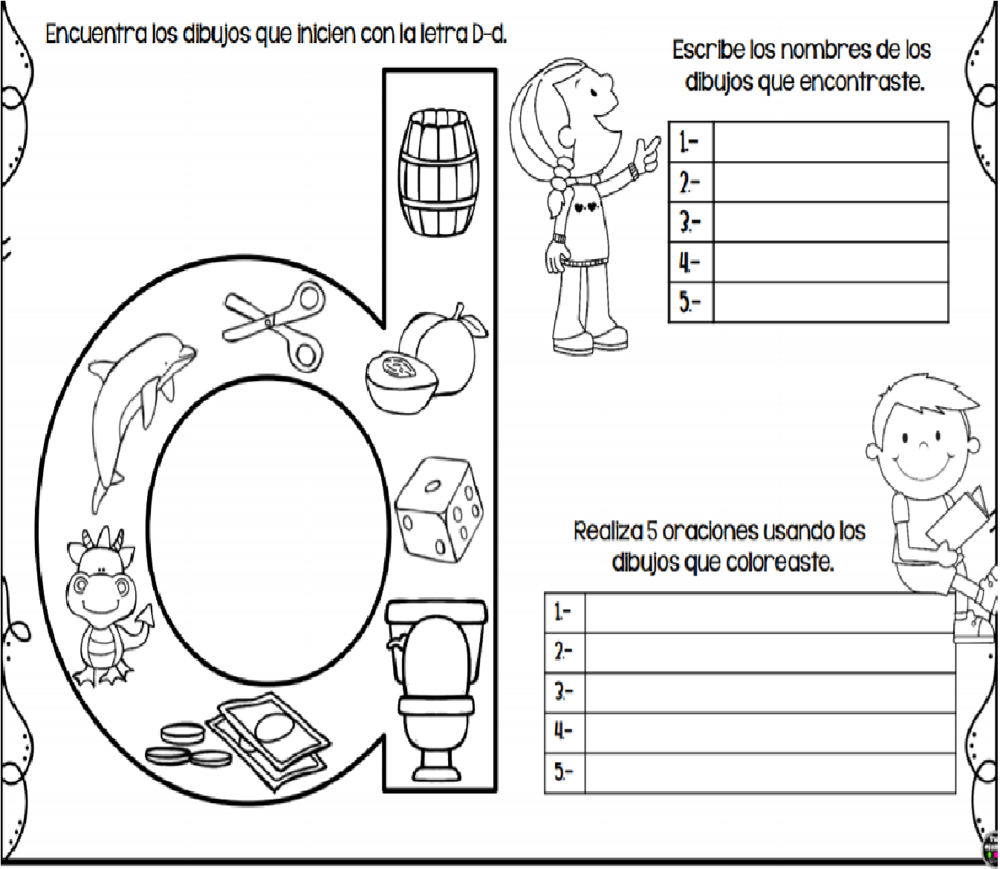 Encuentra los dibujos que inicien con la letra D-d.
Escribe los nombres de los
dibujos que encontraste.
1.-
2.-
3.-
4.-
5.-
Realiza 5 oraciones usando los
dibujos que coloreaste.
1.-
2.-
3.-
4.-
5.-